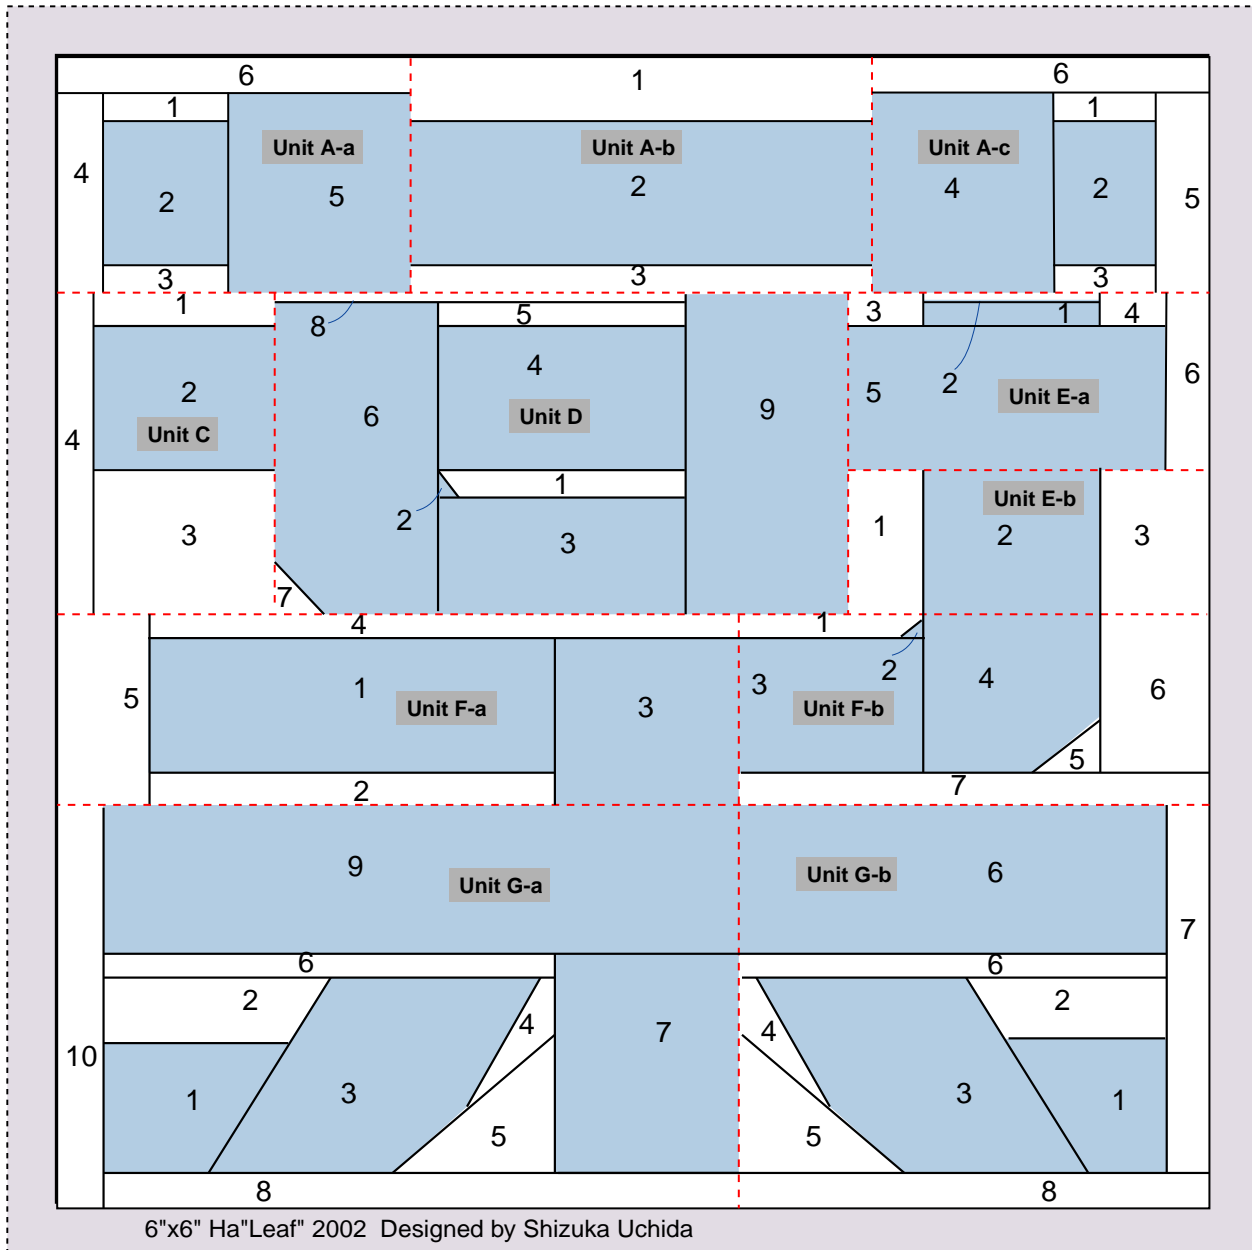 6 1 6
1 1
Unit A-a Unit A-b Unit A-c
4 2 5 2 4 2 5
3 3 3
1 8 5 3 1 4
2 4 2 6
Unit C 6 Unit D 9 5 Unit E-a
4
3 2 1 1 Unit E-b
3 2 3
7
4 1
5 1 3 3 2 4 6
Unit F-a Unit F-b
2 7 5
9 6
Unit G-a Unit G-b
7
6 6
2 4 7 4 2
10
1 3 5 5 3 1
8 8
6"x6" Ha"Leaf" 2002 Designed by Shizuka Uchida